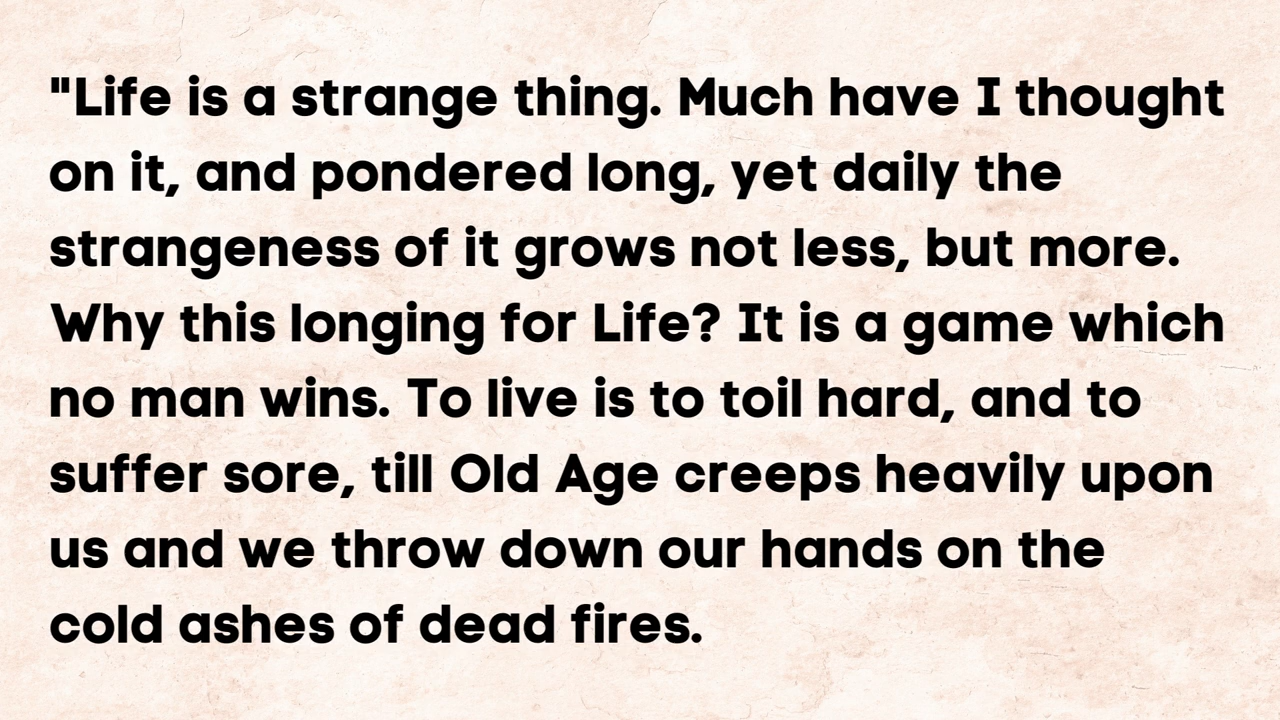 "Life is a strange thing. Much have I thought
on it, and pondered long, yet daily the
strangeness of it grows not less, but more.
Why this longing for Life? It is a game which
no man wins. To live is to toil hard, and to
suffer sore, till Old Age creeps heavily upon
us and we throw down our hands on the
cold ashes of dead fires.